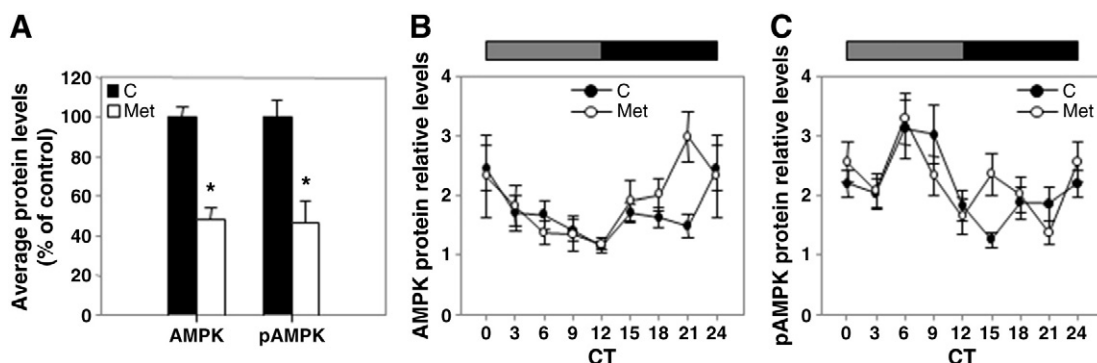 A
Average protein levels
(% of control)
120
100
80
60
40
20
0
C
Met
*
*
AMPK pAMPK
B
AMPK protein relative levels
4
3
2
1
0
C
Met
0 3 6 9 12 15 18 21 24
CT
C
pAMPK protein relative levels
4
3
2
1
0
C
Met
0 3 6 9 12 15 18 21 24
CT